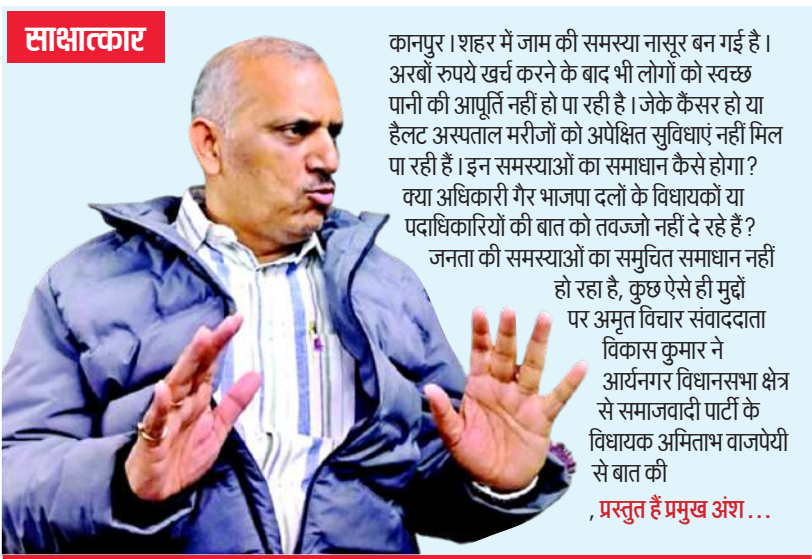 साक्षात्कार
कानपुर । शहर में जाम की समस्या नासूर बन गई है ।
अरबों रुपये खर्च करने के बाद भी लोगों को स्वच्छ
पानी की आपूर्ति नहीं हो पा रही है । जेके कैंसर हो या
हैलट अस्पताल मरीजों को अपेक्षित सुविधाएं नहीं मिल
पा रही हैं । इन समस्याओं का समाधान कैसे होगा ?
क्या अधिकारी गैर भाजपा दलों के विधायकों या
पदाधिकारियों की बात को तवज्जो नहीं दे रहे हैं ?
जनता की समस्याओं का समुचित समाधान नहीं
हो रहा है, कुछ ऐसे ही मुद्दों
पर अमृत विचार संवाददाता
विकास कुमार ने
आर्यनगर विधानसभा क्षेत्र
से समाजवादी पार्टी के
विधायक अमिताभ वाजपेयी
से बात की
, प्रस्तुत हैं प्रमुख अंश . . .